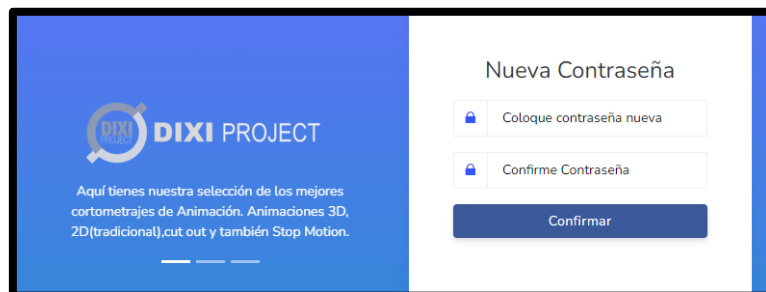 DIXI
PROJECT
DIXI PROJECT
Aquí tienes nuestra selección de los mejores
cortometrajes de Animación. Animaciones 3D,
2D(tradicional),cut out y también Stop Motion.
Nueva Contraseña
Coloque contraseña nueva
Confirme Contraseña
Confirmar